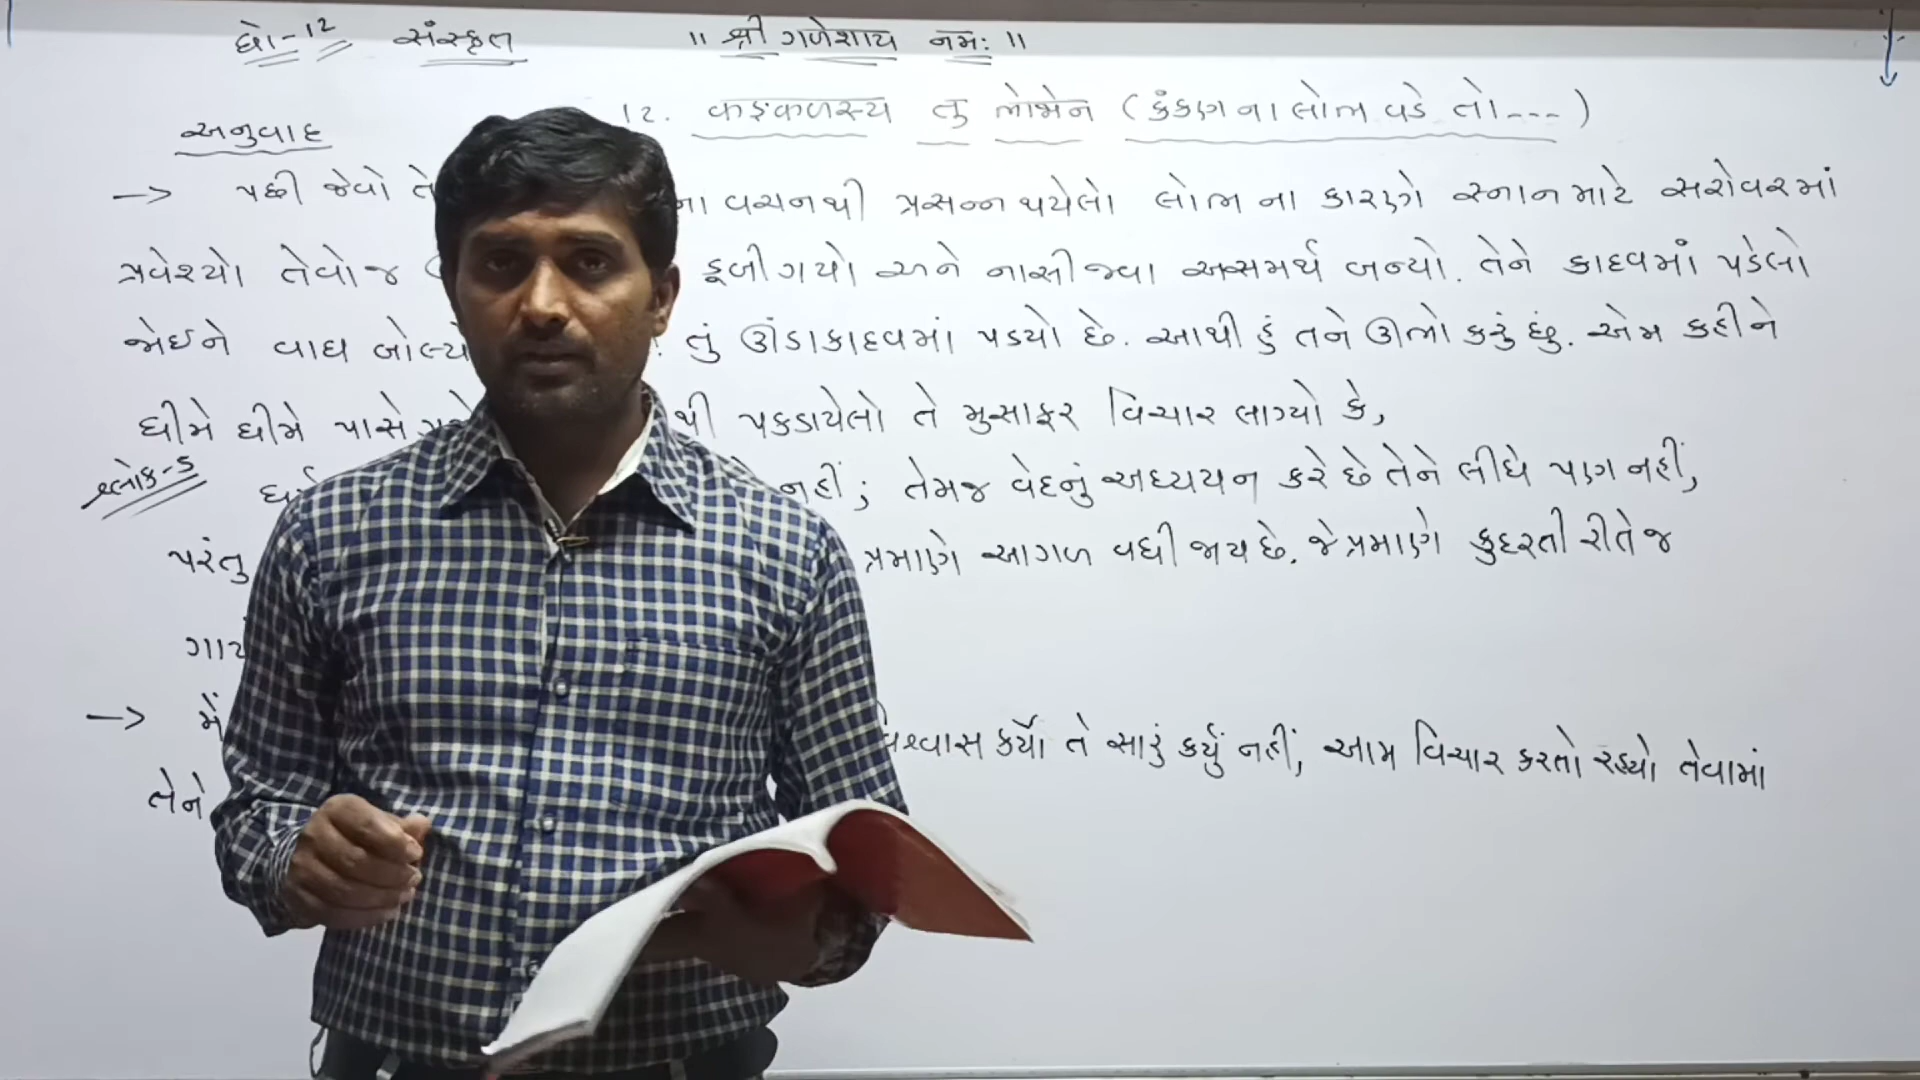 ધો-૧૨ સંસ્કૃત ॥ શ્રી ગણેશાય નમઃ ॥
12. कङ्कणस्य तु लोभेन (કંકણના લોભ વડે તો---)
અનુવાદ
→ પછી જેવો તે ના વચનથી પ્રસન્ન થયેલો લોભના કારણે સ્નાન માટે સરોવરમાં
પ્રવેશ્યો તેવોજ ડૂબી ગયો અને નાસી જવા અસમર્થ બન્યો. તેને કાદવમાં પડેલો
જોઈને વાઘ બોલ્યો તું ઊંડા કાદવમાં પડયો છે. આથી હું તને ઊભો કરું છું. એમ કહીને
ધીમે ધીમે પાસે થી પકડાયેલો તે મુસાફર વિચાર લાગ્યો કે,
શ્લોક-5 નહીં; તેમજ વેદનું અધ્યયન કરે છે તેને લીધે પણ નહીં,
પરંતુ પ્રમાણે આગળ વધી જાય છે. જે પ્રમાણે કુદરતી રીતે જ
→ વિશ્વાસ કર્યો તે સારું કર્યું નહીં, આમ વિચાર કરતો રહ્યો તેવામાં
તેને